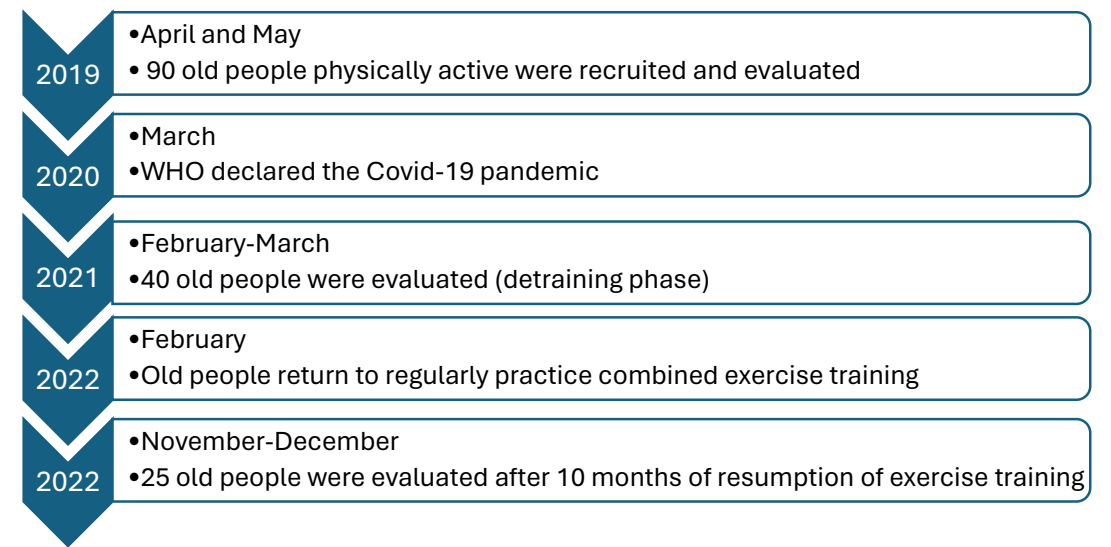 2019
•April and May
• 90 old people physically active were recruited and evaluated
2020
•March
•WHO declared the Covid-19 pandemic
2021
•February-March
•40 old people were evaluated (detraining phase)
2022
•February
•Old people return to regularly practice combined exercise training
2022
•November-December
•25 old people were evaluated after 10 months of resumption of exercise training